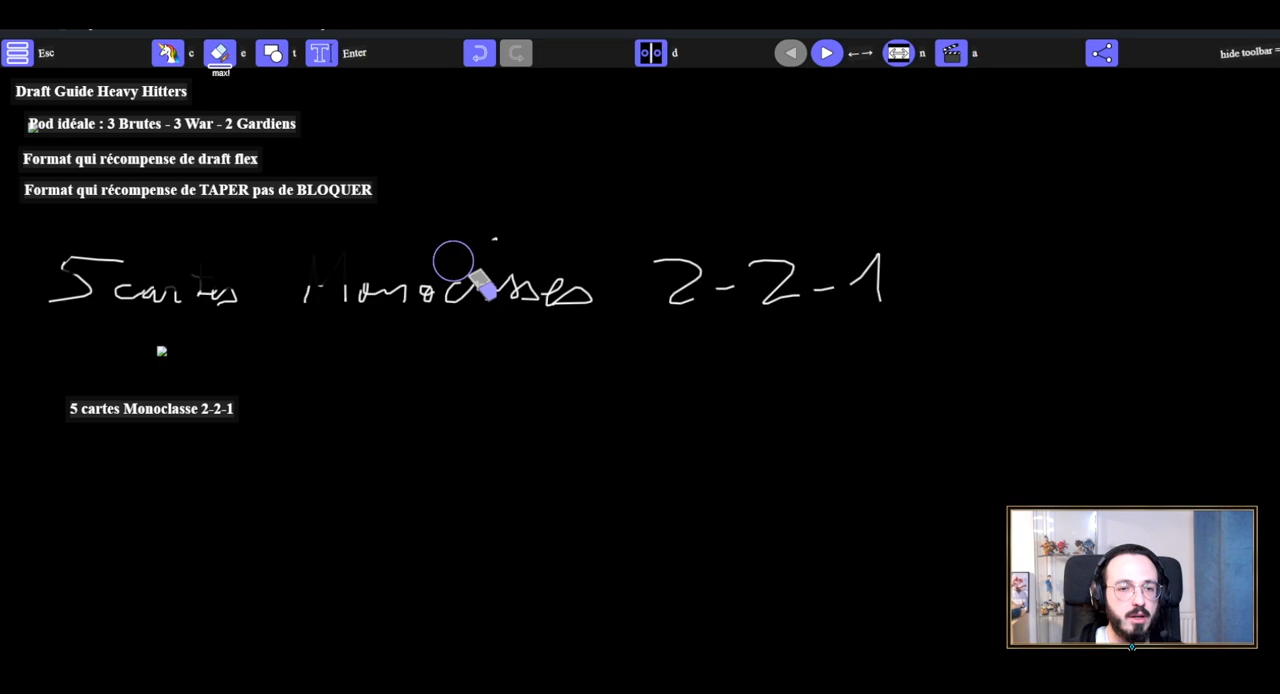 Esc c e t Enter d ←→ n a hide toolbar =
max!
Draft Guide Heavy Hitters
Pod idéale : 3 Brutes - 3 War - 2 Gardiens
Format qui récompense de draft flex
Format qui récompense de TAPER pas de BLOQUER
5 cartes Monoclasses 2-2-1
5 cartes Monoclasse 2-2-1